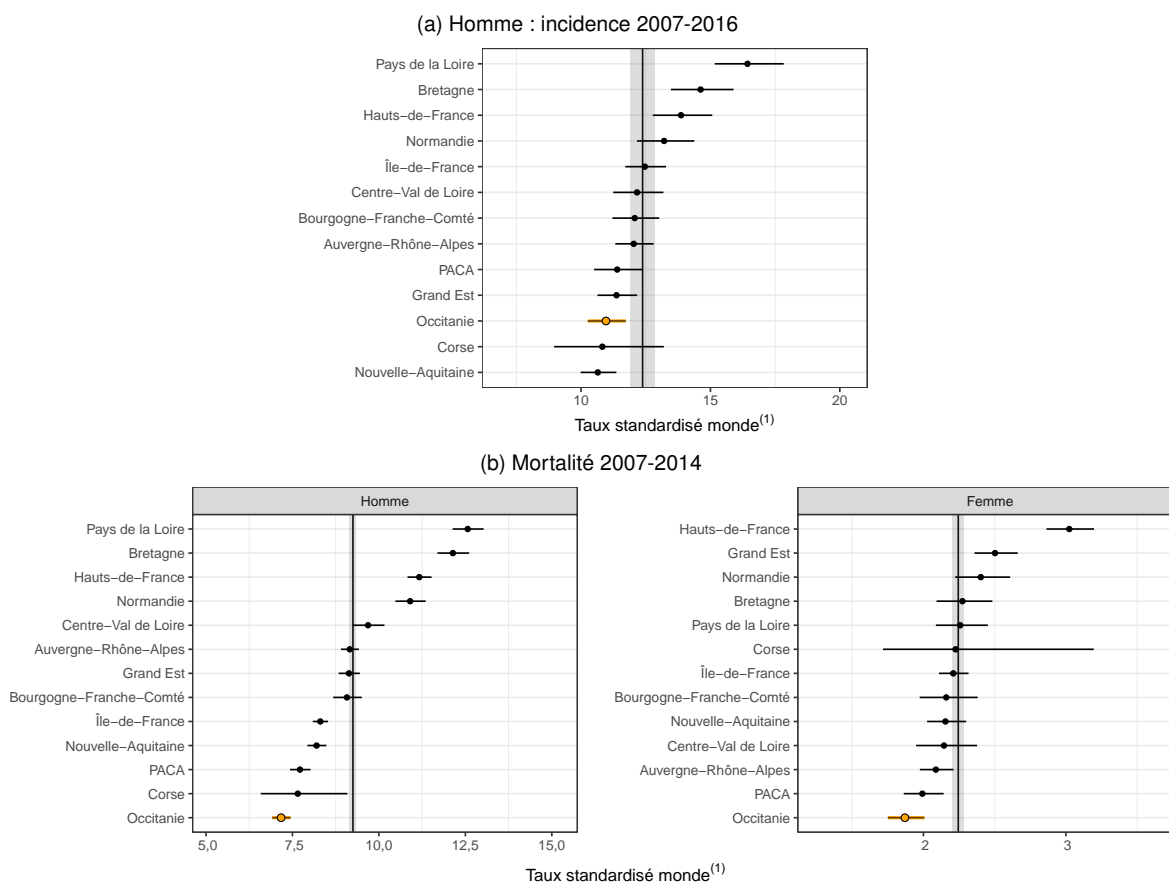 (a) Homme : incidence 2007-2016
Pays de la Loire
Bretagne
Hauts−de−France
Normandie
Île−de−France
Centre−Val de Loire
Bourgogne−Franche−Comté
Auvergne−Rhône−Alpes
PACA
Grand Est
Occitanie
Corse
Nouvelle−Aquitaine
10 15 20
Taux standardisé monde(1)
(b) Mortalité 2007-2014
Homme
Pays de la Loire
Bretagne
Hauts−de−France
Normandie
Centre−Val de Loire
Auvergne−Rhône−Alpes
Grand Est
Bourgogne−Franche−Comté
Île−de−France
Nouvelle−Aquitaine
PACA
Corse
Occitanie
5,0 7,5 10,0 12,5 15,0
Femme
Hauts−de−France
Grand Est
Normandie
Bretagne
Pays de la Loire
Corse
Île−de−France
Bourgogne−Franche−Comté
Nouvelle−Aquitaine
Centre−Val de Loire
Auvergne−Rhône−Alpes
PACA
Occitanie
2 3
Taux standardisé monde(1)